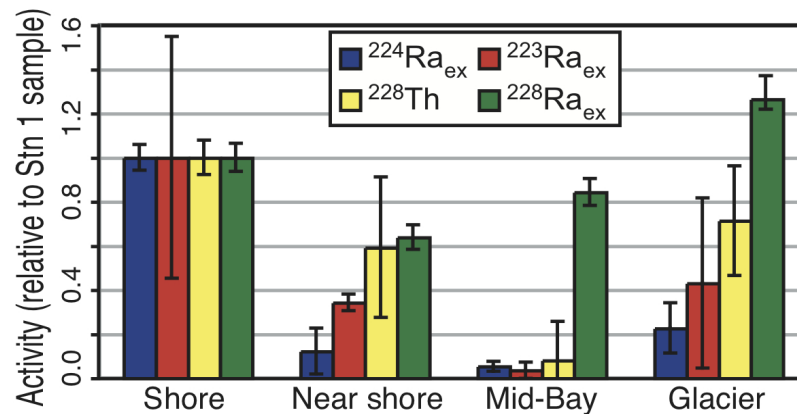 Activity (relative to Stn 1 sample)
1.6
1.2
0.8
0.4
0.0
²²⁴Raₑₓ ²²³Raₑₓ
²²⁸Th ²²⁸Raₑₓ
Shore Near shore Mid-Bay Glacier